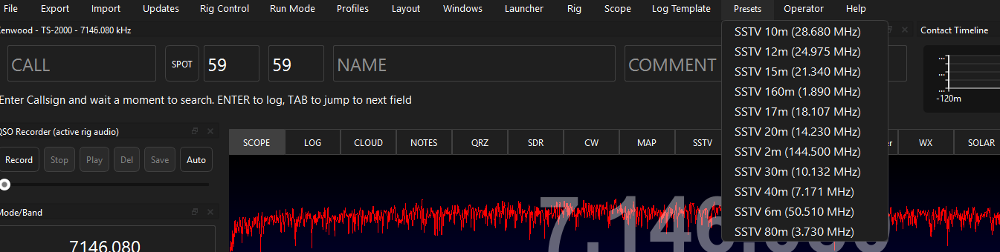 File Export Import Updates Rig Control Run Mode Profiles Layout Windows Launcher Rig Scope Log Template Presets Operator Help
enwood - TS-2000 - 7146.080 kHz
Contact Timeline
SSTV 10m (28.680 MHz)
SSTV 12m (24.975 MHz)
SSTV 15m (21.340 MHz)
SSTV 160m (1.890 MHz)
SSTV 17m (18.107 MHz)
SSTV 20m (14.230 MHz)
SSTV 2m (144.500 MHz)
SSTV 30m (10.132 MHz)
SSTV 40m (7.171 MHz)
SSTV 6m (50.510 MHz)
SSTV 80m (3.730 MHz)
CALL SPOT 59 59 NAME COMMENT
...
...
...
-120m
Enter Callsign and wait a moment to search. ENTER to log, TAB to jump to next field
QSO Recorder (active rig audio)
SCOPE LOG CLOUD NOTES QRZ SDR CW MAP SSTV er WX SOLAR
Record Stop Play Del Save Auto
Mode/Band
7146.080
7.146